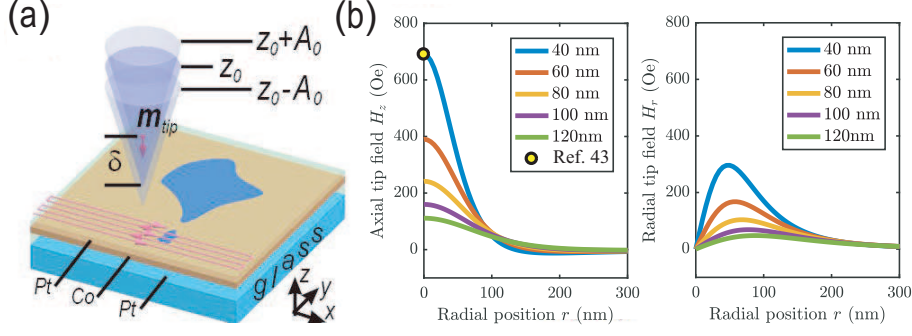 (a)
z₀+A₀
z₀
z₀-A₀
m_tip
δ
glass
Pt
Co
Pt
z
y
x
(b)
800
600
400
200
0
Axial tip field H_z (Oe)
0
100
200
300
Radial position r (nm)
40 nm
60 nm
80 nm
100 nm
120nm
Ref. 43
800
600
400
200
0
Radial tip field H_r (Oe)
0
100
200
300
Radial position r (nm)
40 nm
60 nm
80 nm
100 nm
120nm